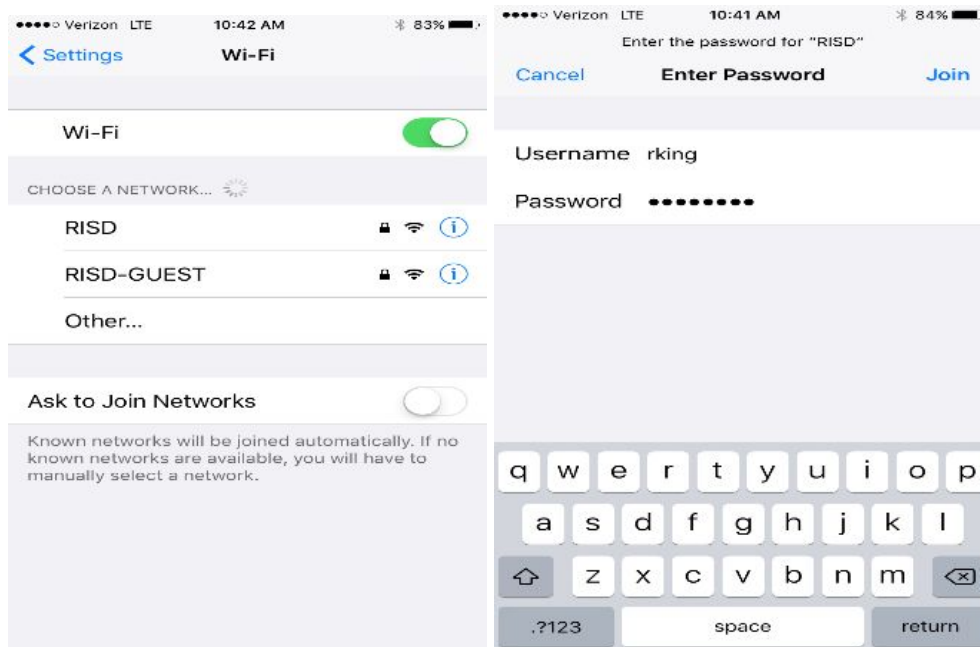 Verizon LTE 10:42 AM 83%
Settings Wi-Fi
Wi-Fi
CHOOSE A NETWORK...
RISD
RISD-GUEST
Other...
Ask to Join Networks
Known networks will be joined automatically. If no
known networks are available, you will have to
manually select a network.
Verizon LTE 10:41 AM 84%
Enter the password for "RISD"
Cancel Enter Password Join
Username rking
Password ●●●●●●●●
q w e r t y u i o p
a s d f g h j k l
z x c v b n m
.?123 space return